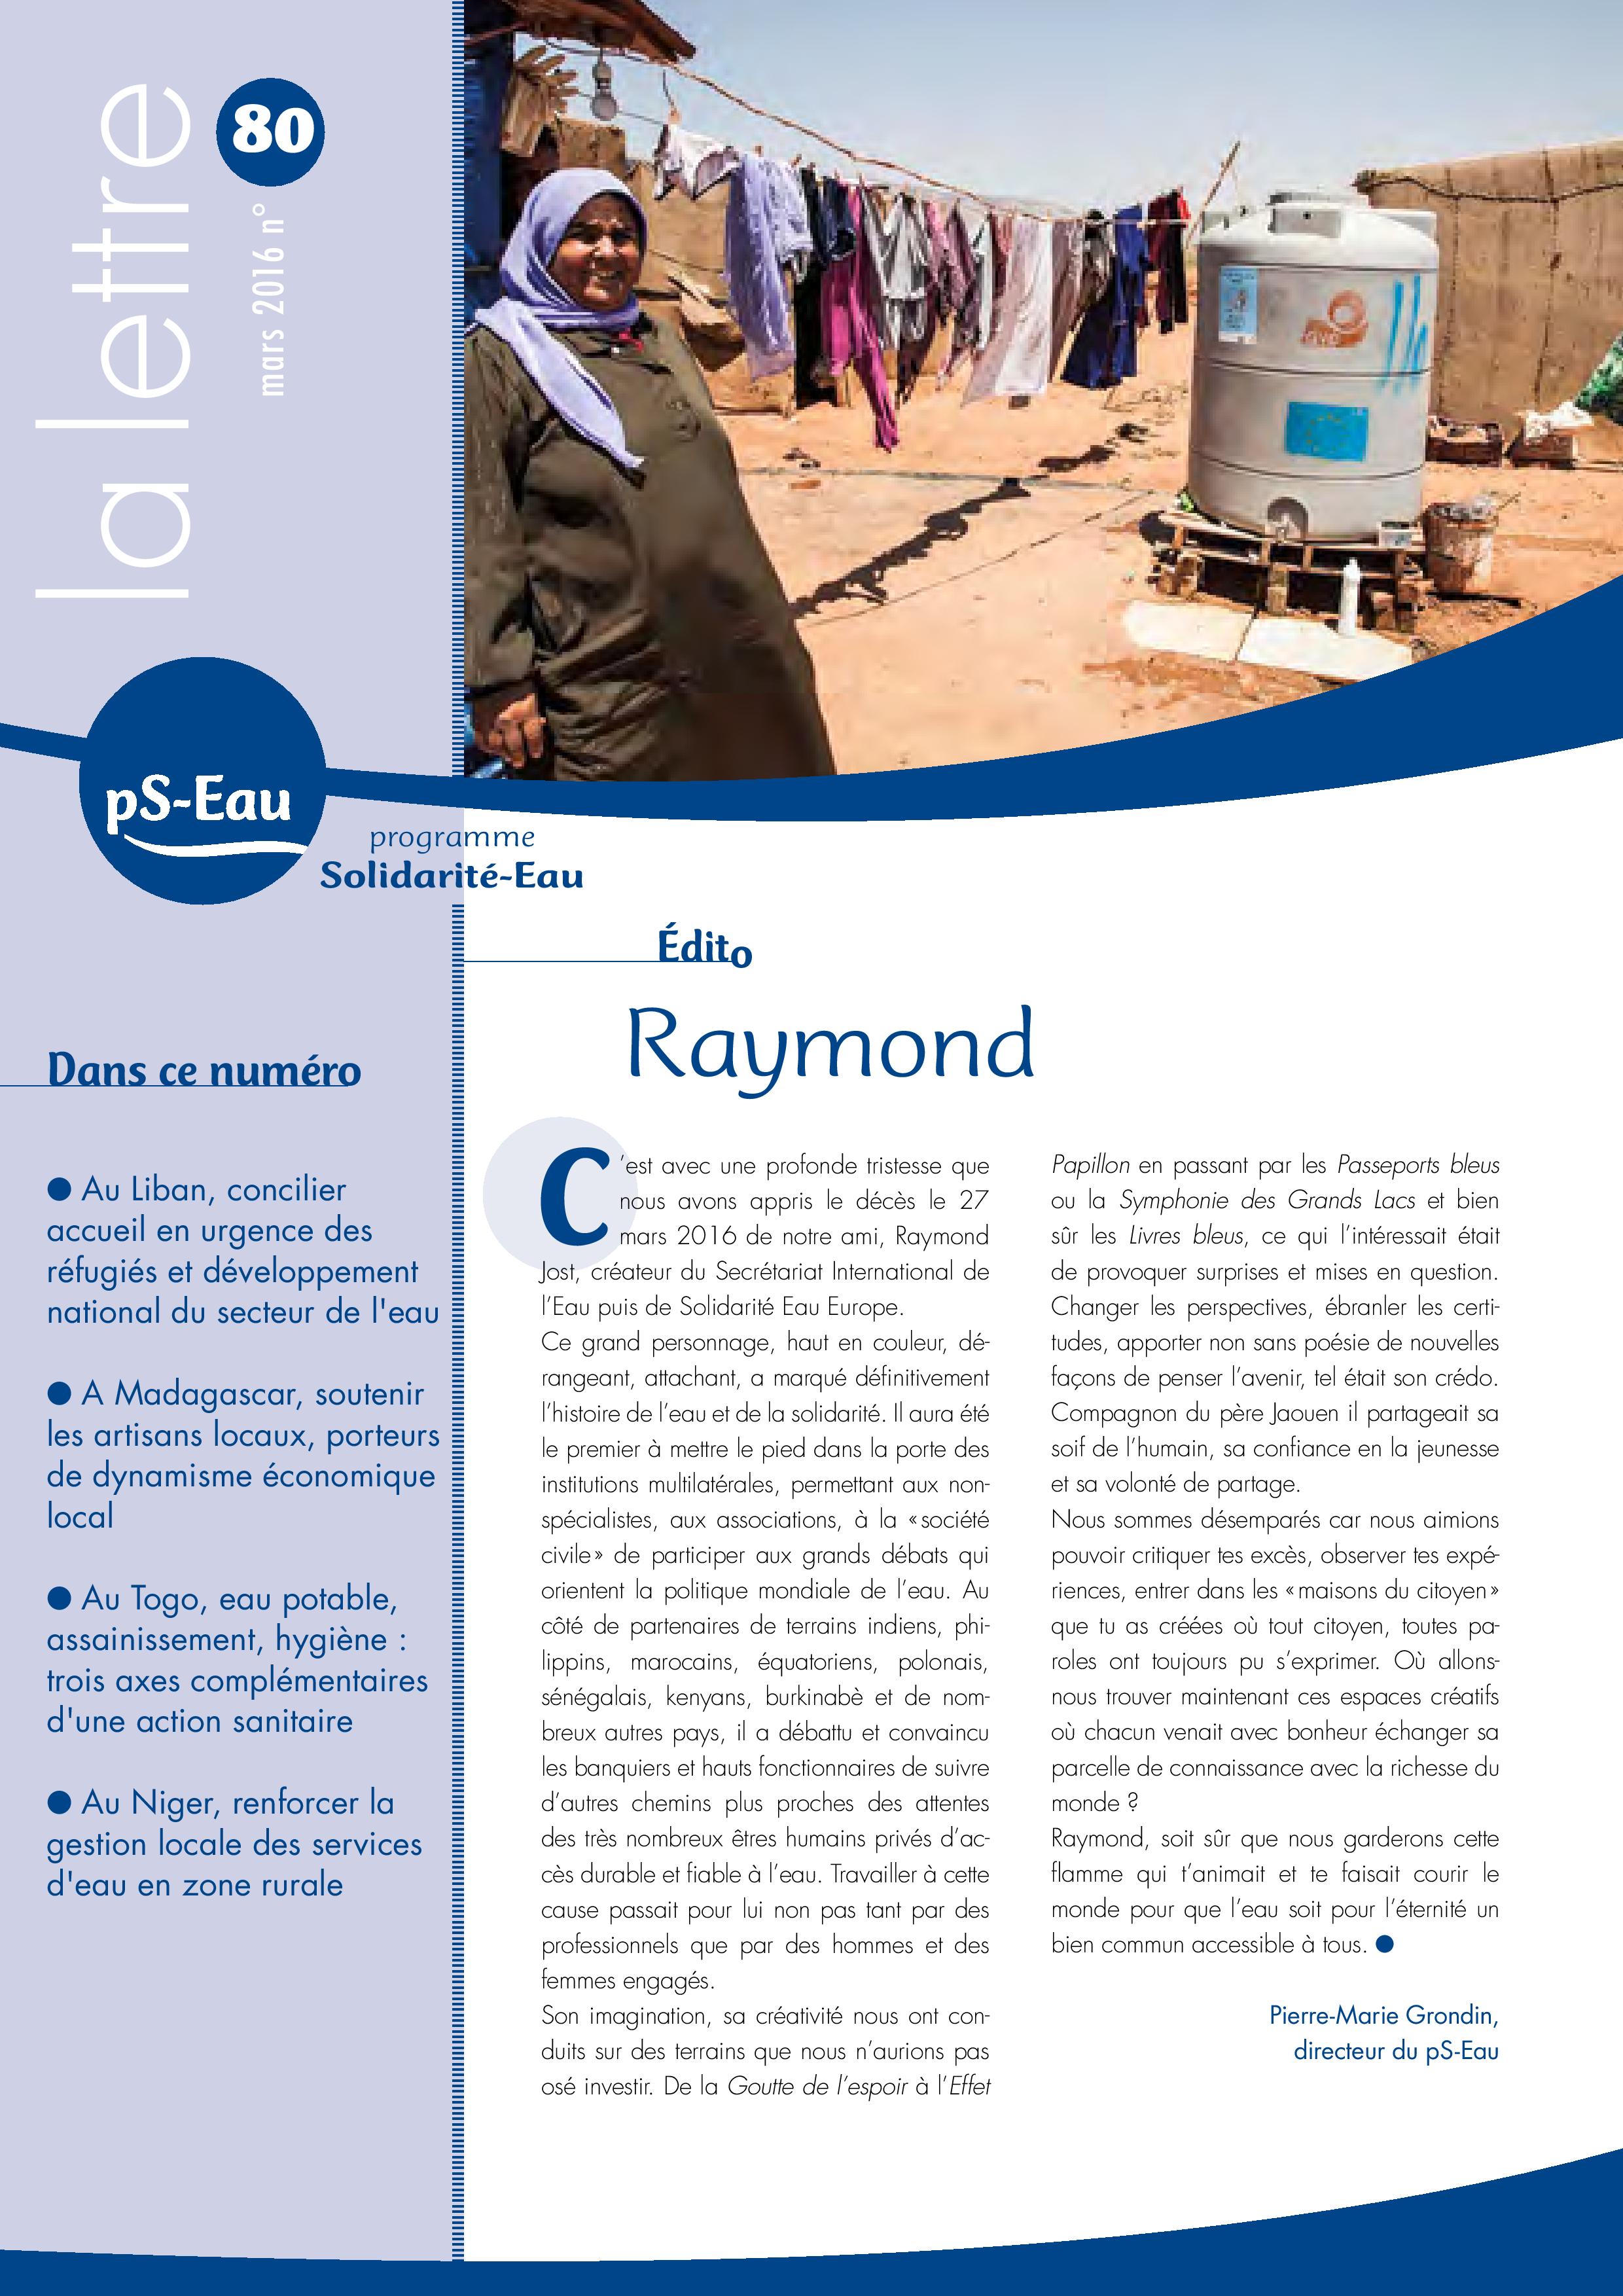 la lettre
mars 2016 n° 80
pS-Eau
programme
Solidarité-Eau
Dans ce numéro
● Au Liban, concilier
accueil en urgence des
réfugiés et développement
national du secteur de l'eau
● A Madagascar, soutenir
les artisans locaux, porteurs
de dynamisme économique
local
● Au Togo, eau potable,
assainissement, hygiène :
trois axes complémentaires
d'une action sanitaire
● Au Niger, renforcer la
gestion locale des services
d'eau en zone rurale
Édito
Raymond
C'est avec une profonde tristesse que
nous avons appris le décès le 27
mars 2016 de notre ami, Raymond
Jost, créateur du Secrétariat International de
l'Eau puis de Solidarité Eau Europe.
Ce grand personnage, haut en couleur, dé-
rangeant, attachant, a marqué définitivement
l'histoire de l'eau et de la solidarité. Il aura été
le premier à mettre le pied dans la porte des
institutions multilatérales, permettant aux non-
spécialistes, aux associations, à la «société
civile» de participer aux grands débats qui
orientent la politique mondiale de l'eau. Au
côté de partenaires de terrains indiens, phi-
lippins, marocains, équatoriens, polonais,
sénégalais, kenyans, burkinabè et de nom-
breux autres pays, il a débattu et convaincu
les banquiers et hauts fonctionnaires de suivre
d'autres chemins plus proches des attentes
des très nombreux êtres humains privés d'ac-
cès durable et fiable à l'eau. Travailler à cette
cause passait pour lui non pas tant par des
professionnels que par des hommes et des
femmes engagés.
Son imagination, sa créativité nous ont con-
duits sur des terrains que nous n'aurions pas
osé investir. De la Goutte de l'espoir à l'Effet
Papillon en passant par les Passeports bleus
ou la Symphonie des Grands Lacs et bien
sûr les Livres bleus, ce qui l'intéressait était
de provoquer surprises et mises en question.
Changer les perspectives, ébranler les certi-
tudes, apporter non sans poésie de nouvelles
façons de penser l'avenir, tel était son crédo.
Compagnon du père Jaouen il partageait sa
soif de l'humain, sa confiance en la jeunesse
et sa volonté de partage.
Nous sommes désemparés car nous aimions
pouvoir critiquer tes excès, observer tes expé-
riences, entrer dans les «maisons du citoyen»
que tu as créées où tout citoyen, toutes pa-
roles ont toujours pu s'exprimer. Où allons-
nous trouver maintenant ces espaces créatifs
où chacun venait avec bonheur échanger sa
parcelle de connaissance avec la richesse du
monde ?
Raymond, soit sûr que nous garderons cette
flamme qui t'animait et te faisait courir le
monde pour que l'eau soit pour l'éternité un
bien commun accessible à tous. ●
Pierre-Marie Grondin,
directeur du pS-Eau